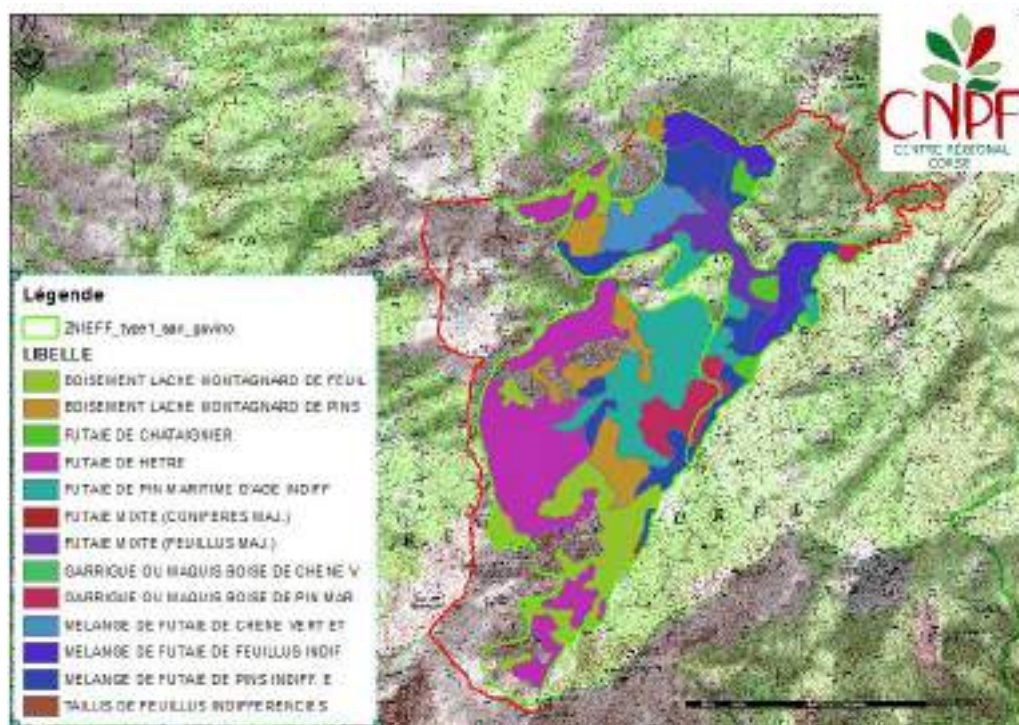 CNPF
CENTRE RÉGIONAL
CORSE
Légende
ZNIEFF_type1_san_gavino
LIBELLE
BOISEMENT LACHE MONTAGNARD DE FEUIL
BOISEMENT LACHE MONTAGNARD DE PINS
FUTAIE DE CHATAIGNIER
FUTAIE DE HETRE
FUTAIE DE PIN MARITIME D'AGE INDIFF
FUTAIE MIXTE (CONIFERES MAJ.)
FUTAIE MIXTE (FEUILLUS MAJ.)
GARRIGUE OU MAQUIS BOISE DE CHENE V
GARRIGUE OU MAQUIS BOISE DE PIN MAR
MELANGE DE FUTAIE DE CHENE VERT ET
MELANGE DE FUTAIE DE FEUILLUS INDIF
MELANGE DE FUTAIE DE PINS INDIFF. E
TAILLIS DE FEUILLUS INDIFFERENCIES